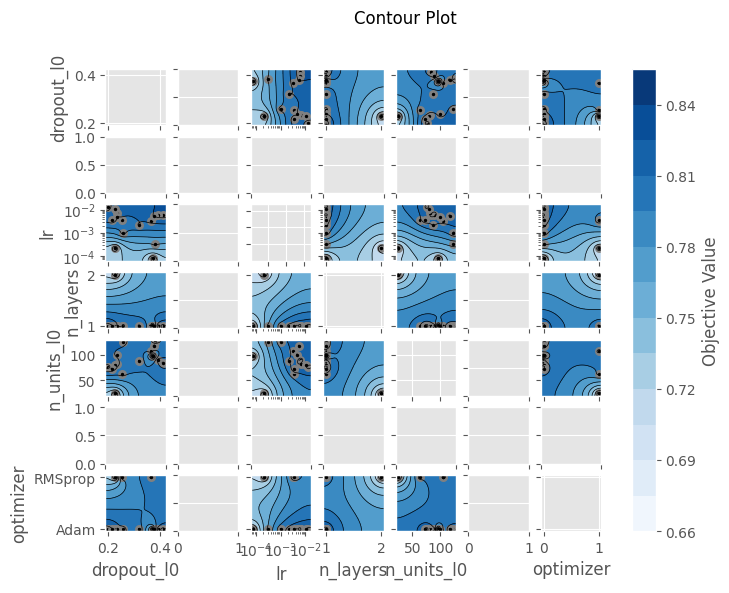 Contour Plot
dropout_l0
0.4
0.2
1.0
0.5
0.0
lr
10⁻²
10⁻³
10⁻⁴
n_layers
2
1
n_units_l0
100
50
1.0
0.5
0.0
optimizer
RMSprop
Adam
0.2 0.4 0 1 10⁻⁴ 10⁻³ 10⁻² 1 2 50 100 0 1 0 1
dropout_l0 lr n_layers n_units_l0 optimizer
0.84
0.81
0.78
0.75
0.72
0.69
0.66
Objective Value